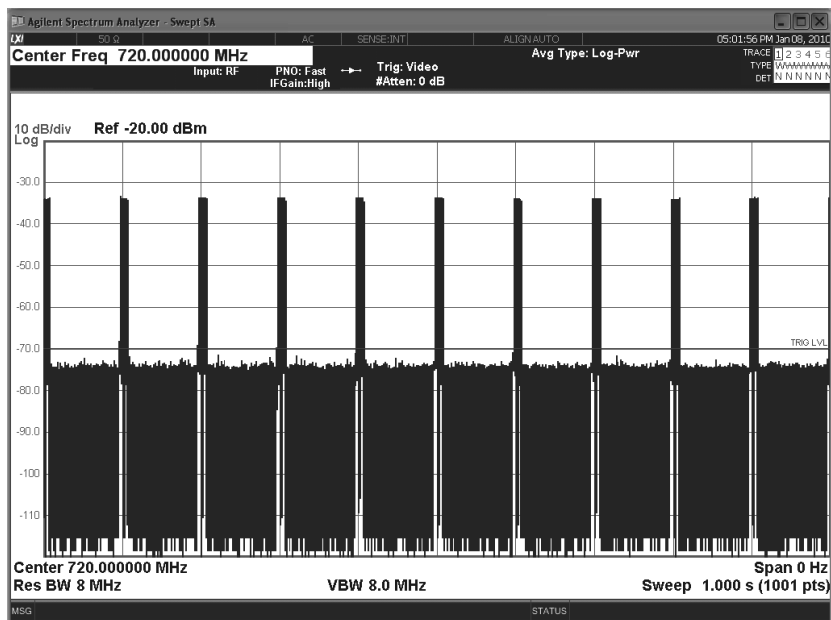 Agilent Spectrum Analyzer - Swept SA
LXI 50 Ω AC SENSE:INT ALIGN AUTO 05:01:56 PM Jan 08, 2010
Center Freq 720.000000 MHz Avg Type: Log-Pwr TRACE 1 2 3 4 5 6
Input: RF PNO: Fast Trig: Video TYPE
IFGain:High #Atten: 0 dB DET N N N N N N
10 dB/div Ref -20.00 dBm
Log
-30.0
-40.0
-50.0
-60.0
-70.0
TRIG LVL
-80.0
-90.0
-100
-110
Center 720.000000 MHz Span 0 Hz
Res BW 8 MHz VBW 8.0 MHz Sweep 1.000 s (1001 pts)
MSG STATUS